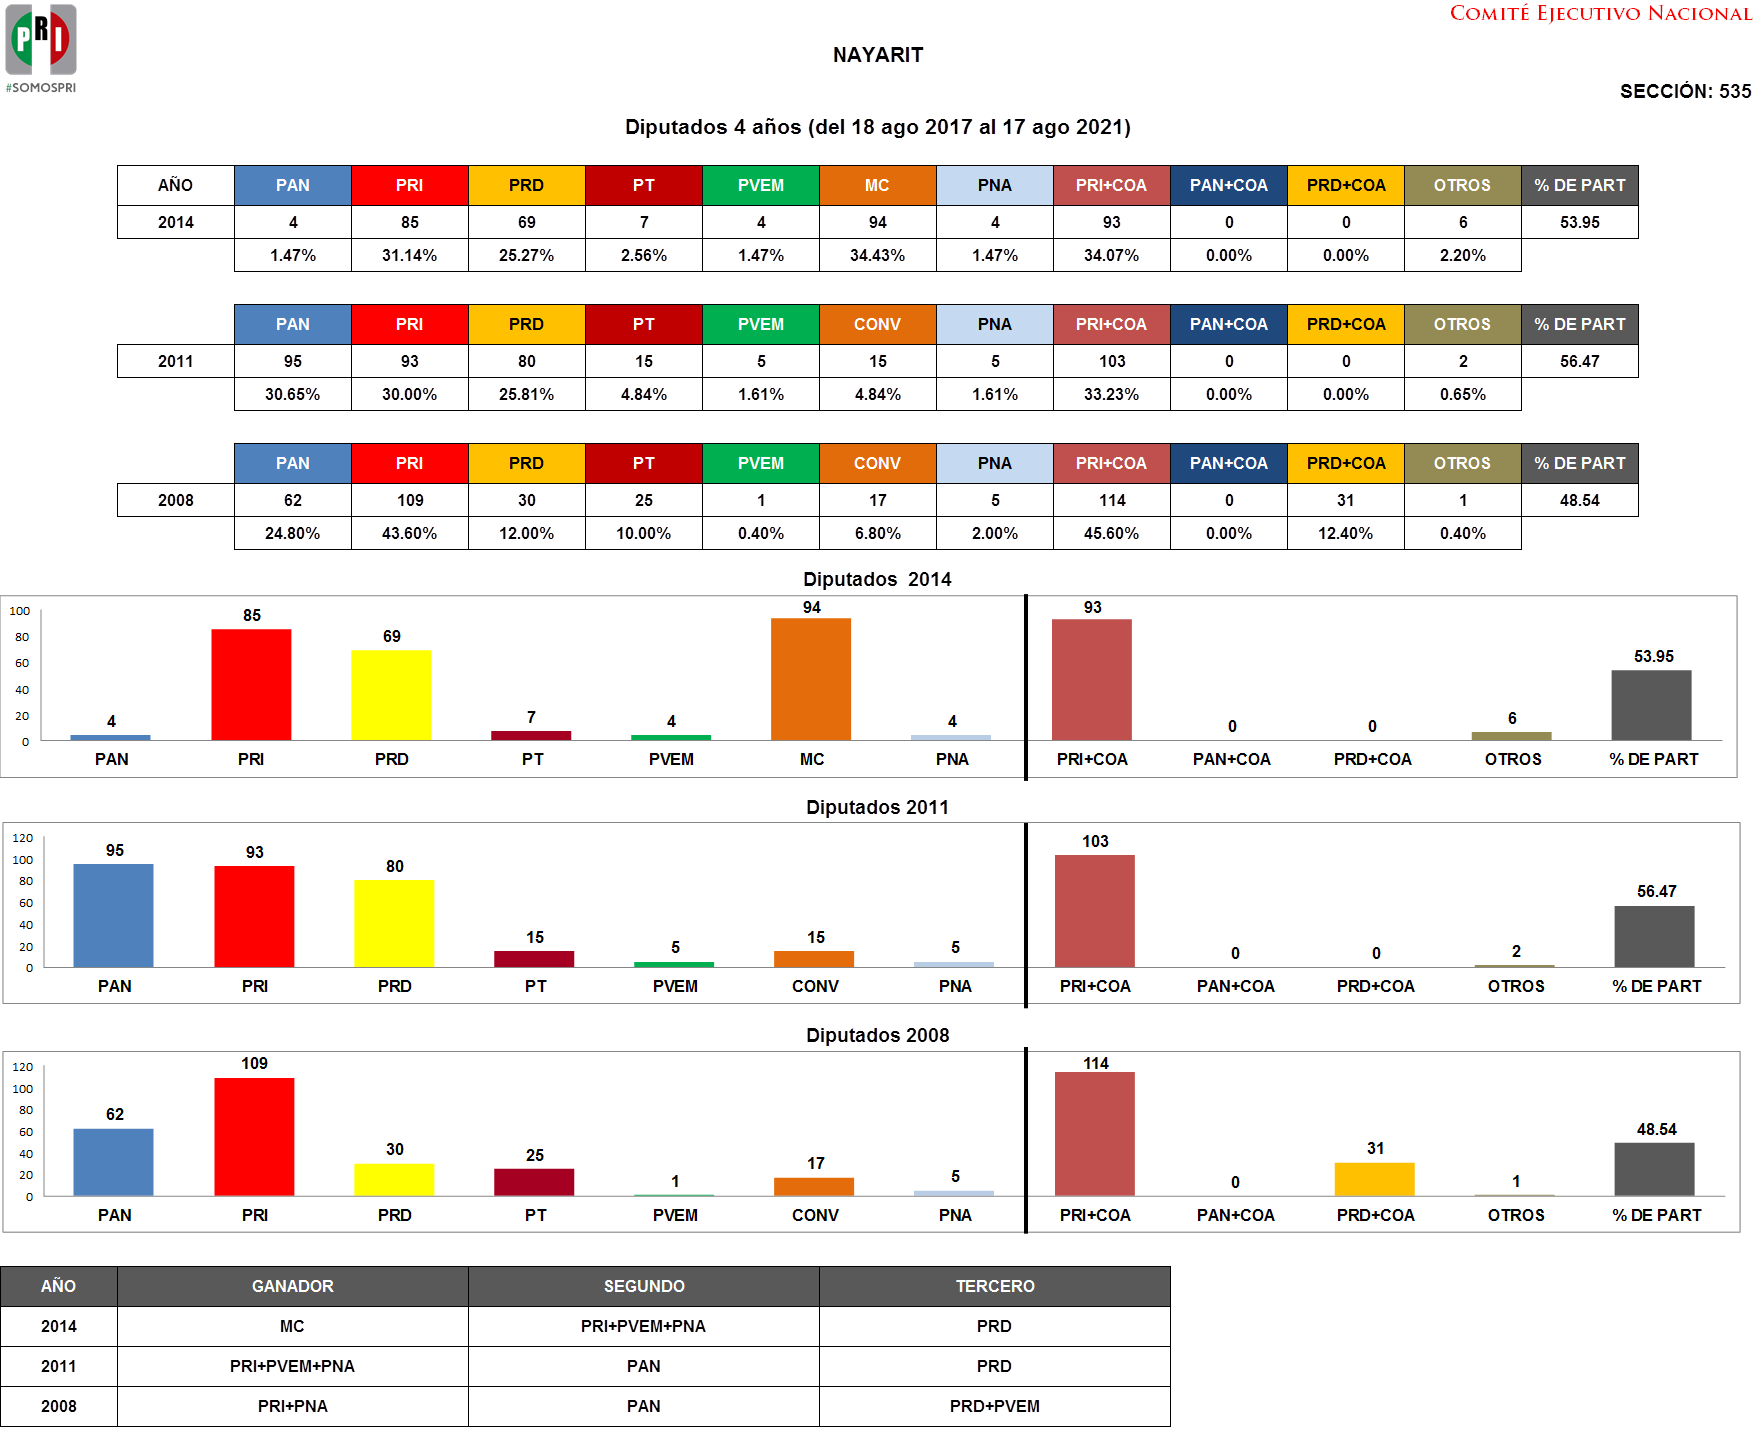 COMITÉ EJECUTIVO NACIONAL
PRI
#SOMOSPRI
NAYARIT
SECCIÓN: 535
Diputados 4 años (del 18 ago 2017 al 17 ago 2021)
AÑO PAN PRI PRD PT PVEM MC PNA PRI+COA PAN+COA PRD+COA OTROS % DE PART
2014 4 85 69 7 4 94 4 93 0 0 6 53.95
1.47% 31.14% 25.27% 2.56% 1.47% 34.43% 1.47% 34.07% 0.00% 0.00% 2.20%
PAN PRI PRD PT PVEM CONV PNA PRI+COA PAN+COA PRD+COA OTROS % DE PART
2011 95 93 80 15 5 15 5 103 0 0 2 56.47
30.65% 30.00% 25.81% 4.84% 1.61% 4.84% 1.61% 33.23% 0.00% 0.00% 0.65%
PAN PRI PRD PT PVEM CONV PNA PRI+COA PAN+COA PRD+COA OTROS % DE PART
2008 62 109 30 25 1 17 5 114 0 31 1 48.54
24.80% 43.60% 12.00% 10.00% 0.40% 6.80% 2.00% 45.60% 0.00% 12.40% 0.40%
Diputados 2014
100
80
60
40
20
0
4 85 69 7 4 94 4 93 0 0 6 53.95
PAN PRI PRD PT PVEM MC PNA PRI+COA PAN+COA PRD+COA OTROS % DE PART
Diputados 2011
120
100
80
60
40
20
0
95 93 80 15 5 15 5 103 0 0 2 56.47
PAN PRI PRD PT PVEM CONV PNA PRI+COA PAN+COA PRD+COA OTROS % DE PART
Diputados 2008
120
100
80
60
40
20
0
62 109 30 25 1 17 5 114 0 31 1 48.54
PAN PRI PRD PT PVEM CONV PNA PRI+COA PAN+COA PRD+COA OTROS % DE PART
AÑO GANADOR SEGUNDO TERCERO
2014 MC PRI+PVEM+PNA PRD
2011 PRI+PVEM+PNA PAN PRD
2008 PRI+PNA PAN PRD+PVEM